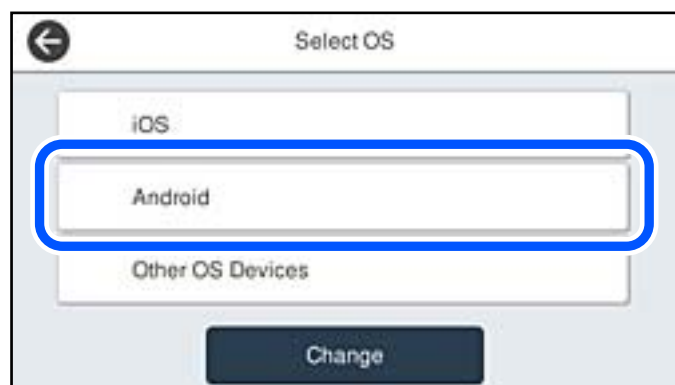 Select OS
iOS
Android
Other OS Devices
Change